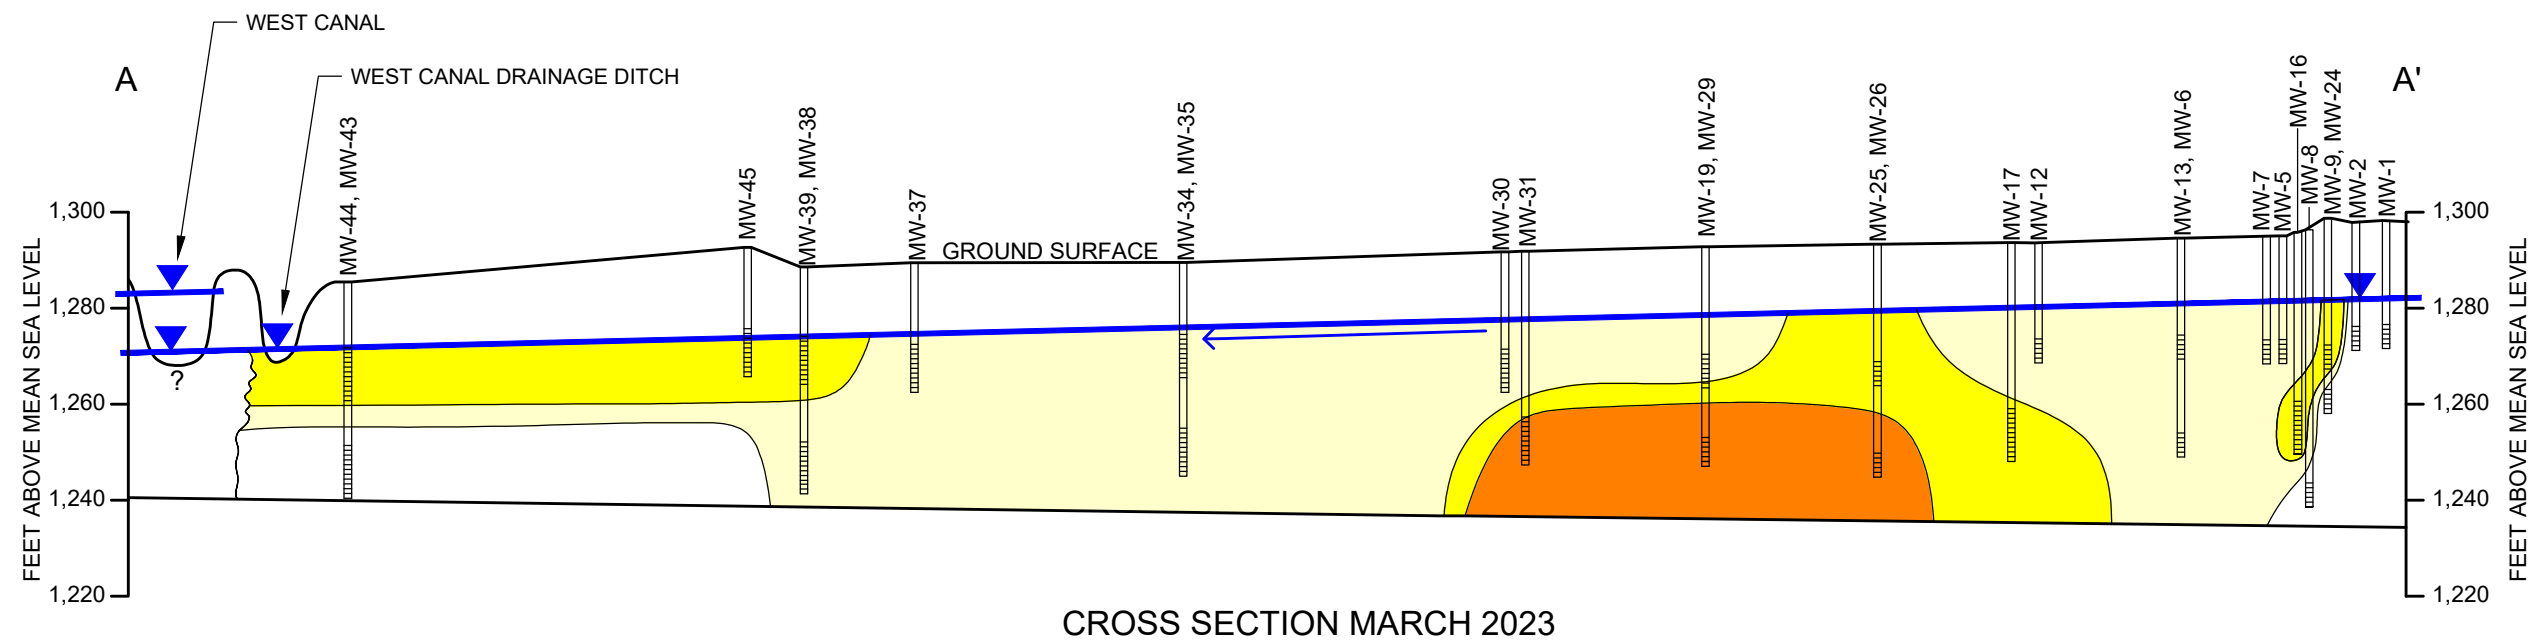 WEST CANAL
WEST CANAL DRAINAGE DITCH
A
A'
MW-44, MW-43
MW-45
MW-39, MW-38
MW-37
MW-34, MW-35
MW-30
MW-31
MW-19, MW-29
MW-25, MW-26
MW-17
MW-12
MW-13, MW-6
MW-7
MW-5
MW-16
MW-8
MW-9, MW-24
MW-2
MW-1
GROUND SURFACE
FEET ABOVE MEAN SEA LEVEL
1,300
1,280
1,260
1,240
1,220
?
1,300
1,280
1,260
1,240
1,220
FEET ABOVE MEAN SEA LEVEL
CROSS SECTION MARCH 2023